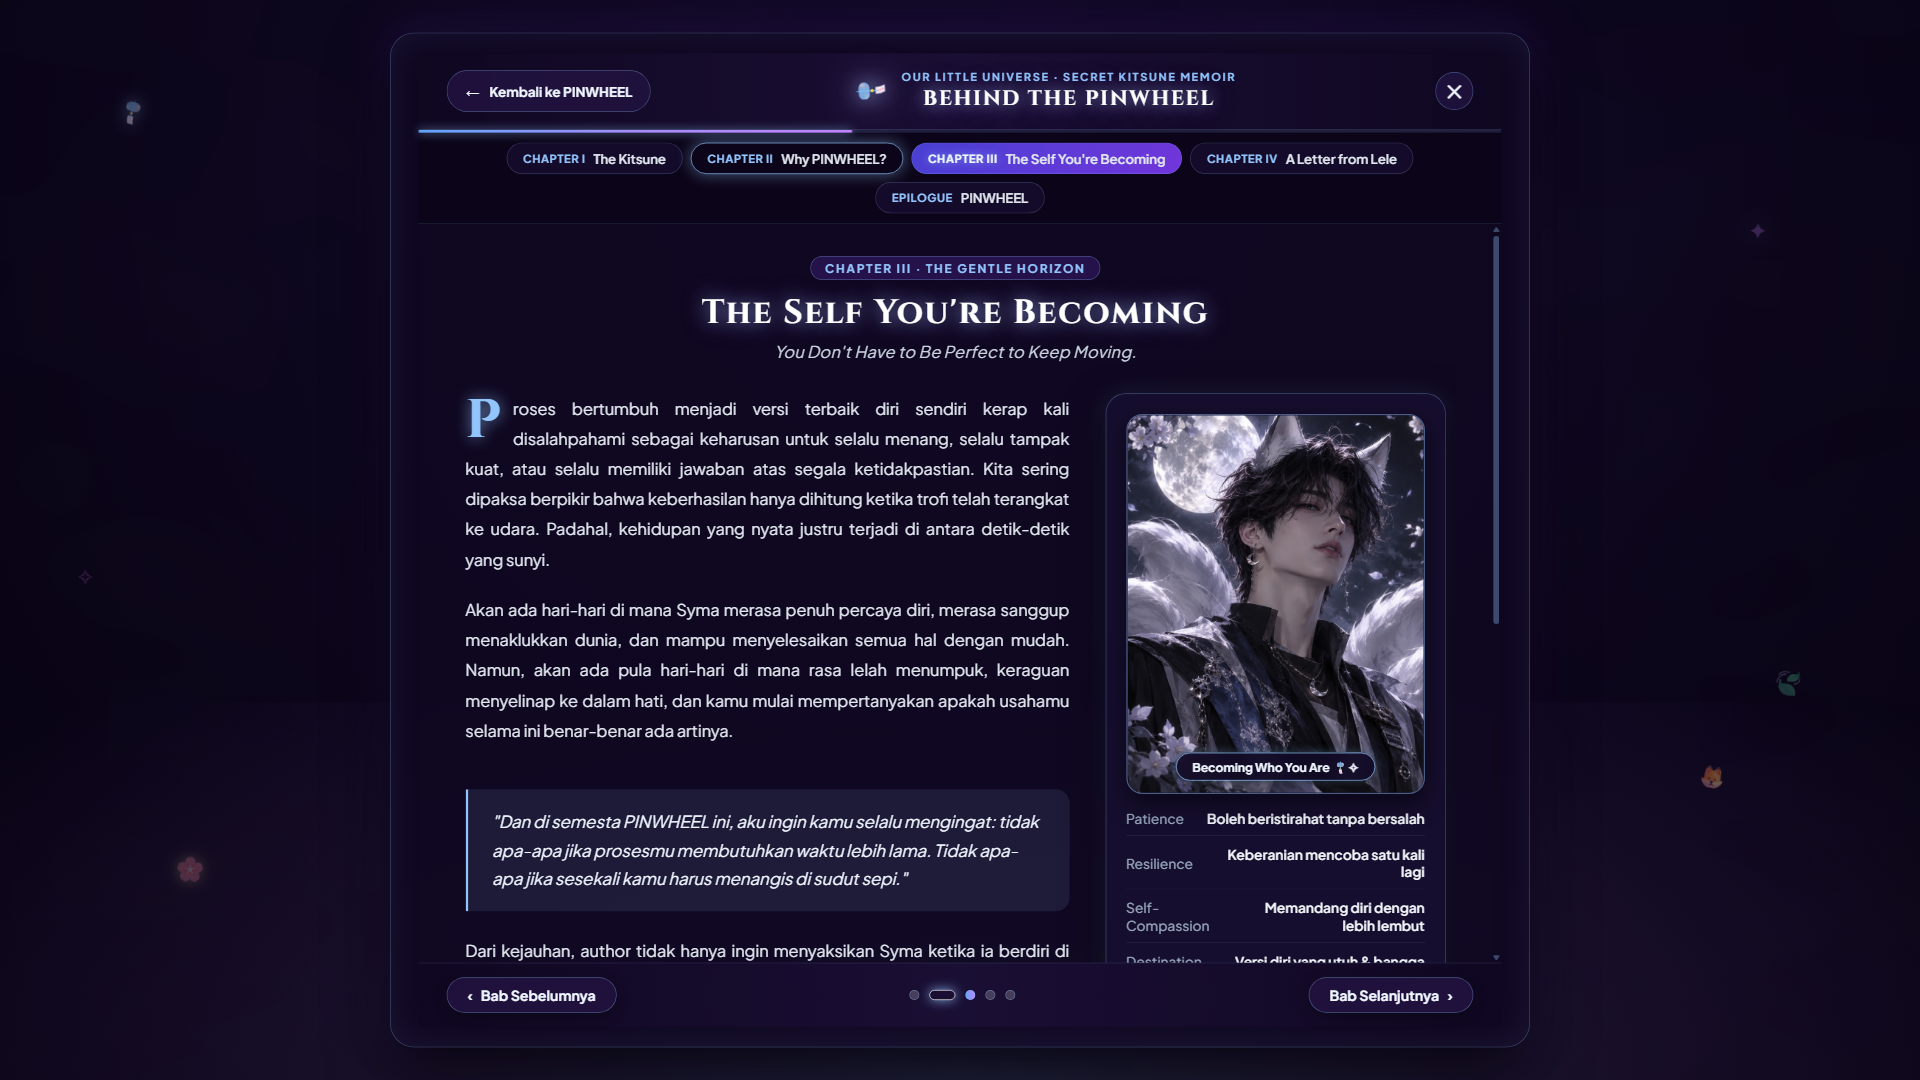 ← Kembali ke PINWHEEL
OUR LITTLE UNIVERSE · SECRET KITSUNE MEMOIR
BEHIND THE PINWHEEL
CHAPTER I The Kitsune
CHAPTER II Why PINWHEEL?
CHAPTER III The Self You're Becoming
CHAPTER IV A Letter from Lele
EPILOGUE PINWHEEL
CHAPTER III · THE GENTLE HORIZON
The Self You're Becoming
You Don't Have to Be Perfect to Keep Moving.
Proses bertumbuh menjadi versi terbaik diri sendiri kerap kali
disalahpahami sebagai keharusan untuk selalu menang, selalu tampak
kuat, atau selalu memiliki jawaban atas segala ketidakpastian. Kita sering
dipaksa berpikir bahwa keberhasilan hanya dihitung ketika trofi telah terangkat
ke udara. Padahal, kehidupan yang nyata justru terjadi di antara detik-detik
yang sunyi.
Akan ada hari-hari di mana Syma merasa penuh percaya diri, merasa sanggup
menaklukkan dunia, dan mampu menyelesaikan semua hal dengan mudah.
Namun, akan ada pula hari-hari di mana rasa lelah menumpuk, keraguan
menyelinap ke dalam hati, dan kamu mulai mempertanyakan apakah usahamu
selama ini benar-benar ada artinya.
"Dan di semesta PINWHEEL ini, aku ingin kamu selalu mengingat: tidak
apa-apa jika prosesmu membutuhkan waktu lebih lama. Tidak apa-
apa jika sesekali kamu harus menangis di sudut sepi."
Dari kejauhan, author tidak hanya ingin menyaksikan Syma ketika ia berdiri di
Becoming Who You Are
Patience Boleh beristirahat tanpa bersalah
Resilience Keberanian mencoba satu kali
lagi
Self-
Compassion Memandang diri dengan
lebih lembut
Destination Versi diri yang utuh & bangga
‹ Bab Sebelumnya
Bab Selanjutnya ›